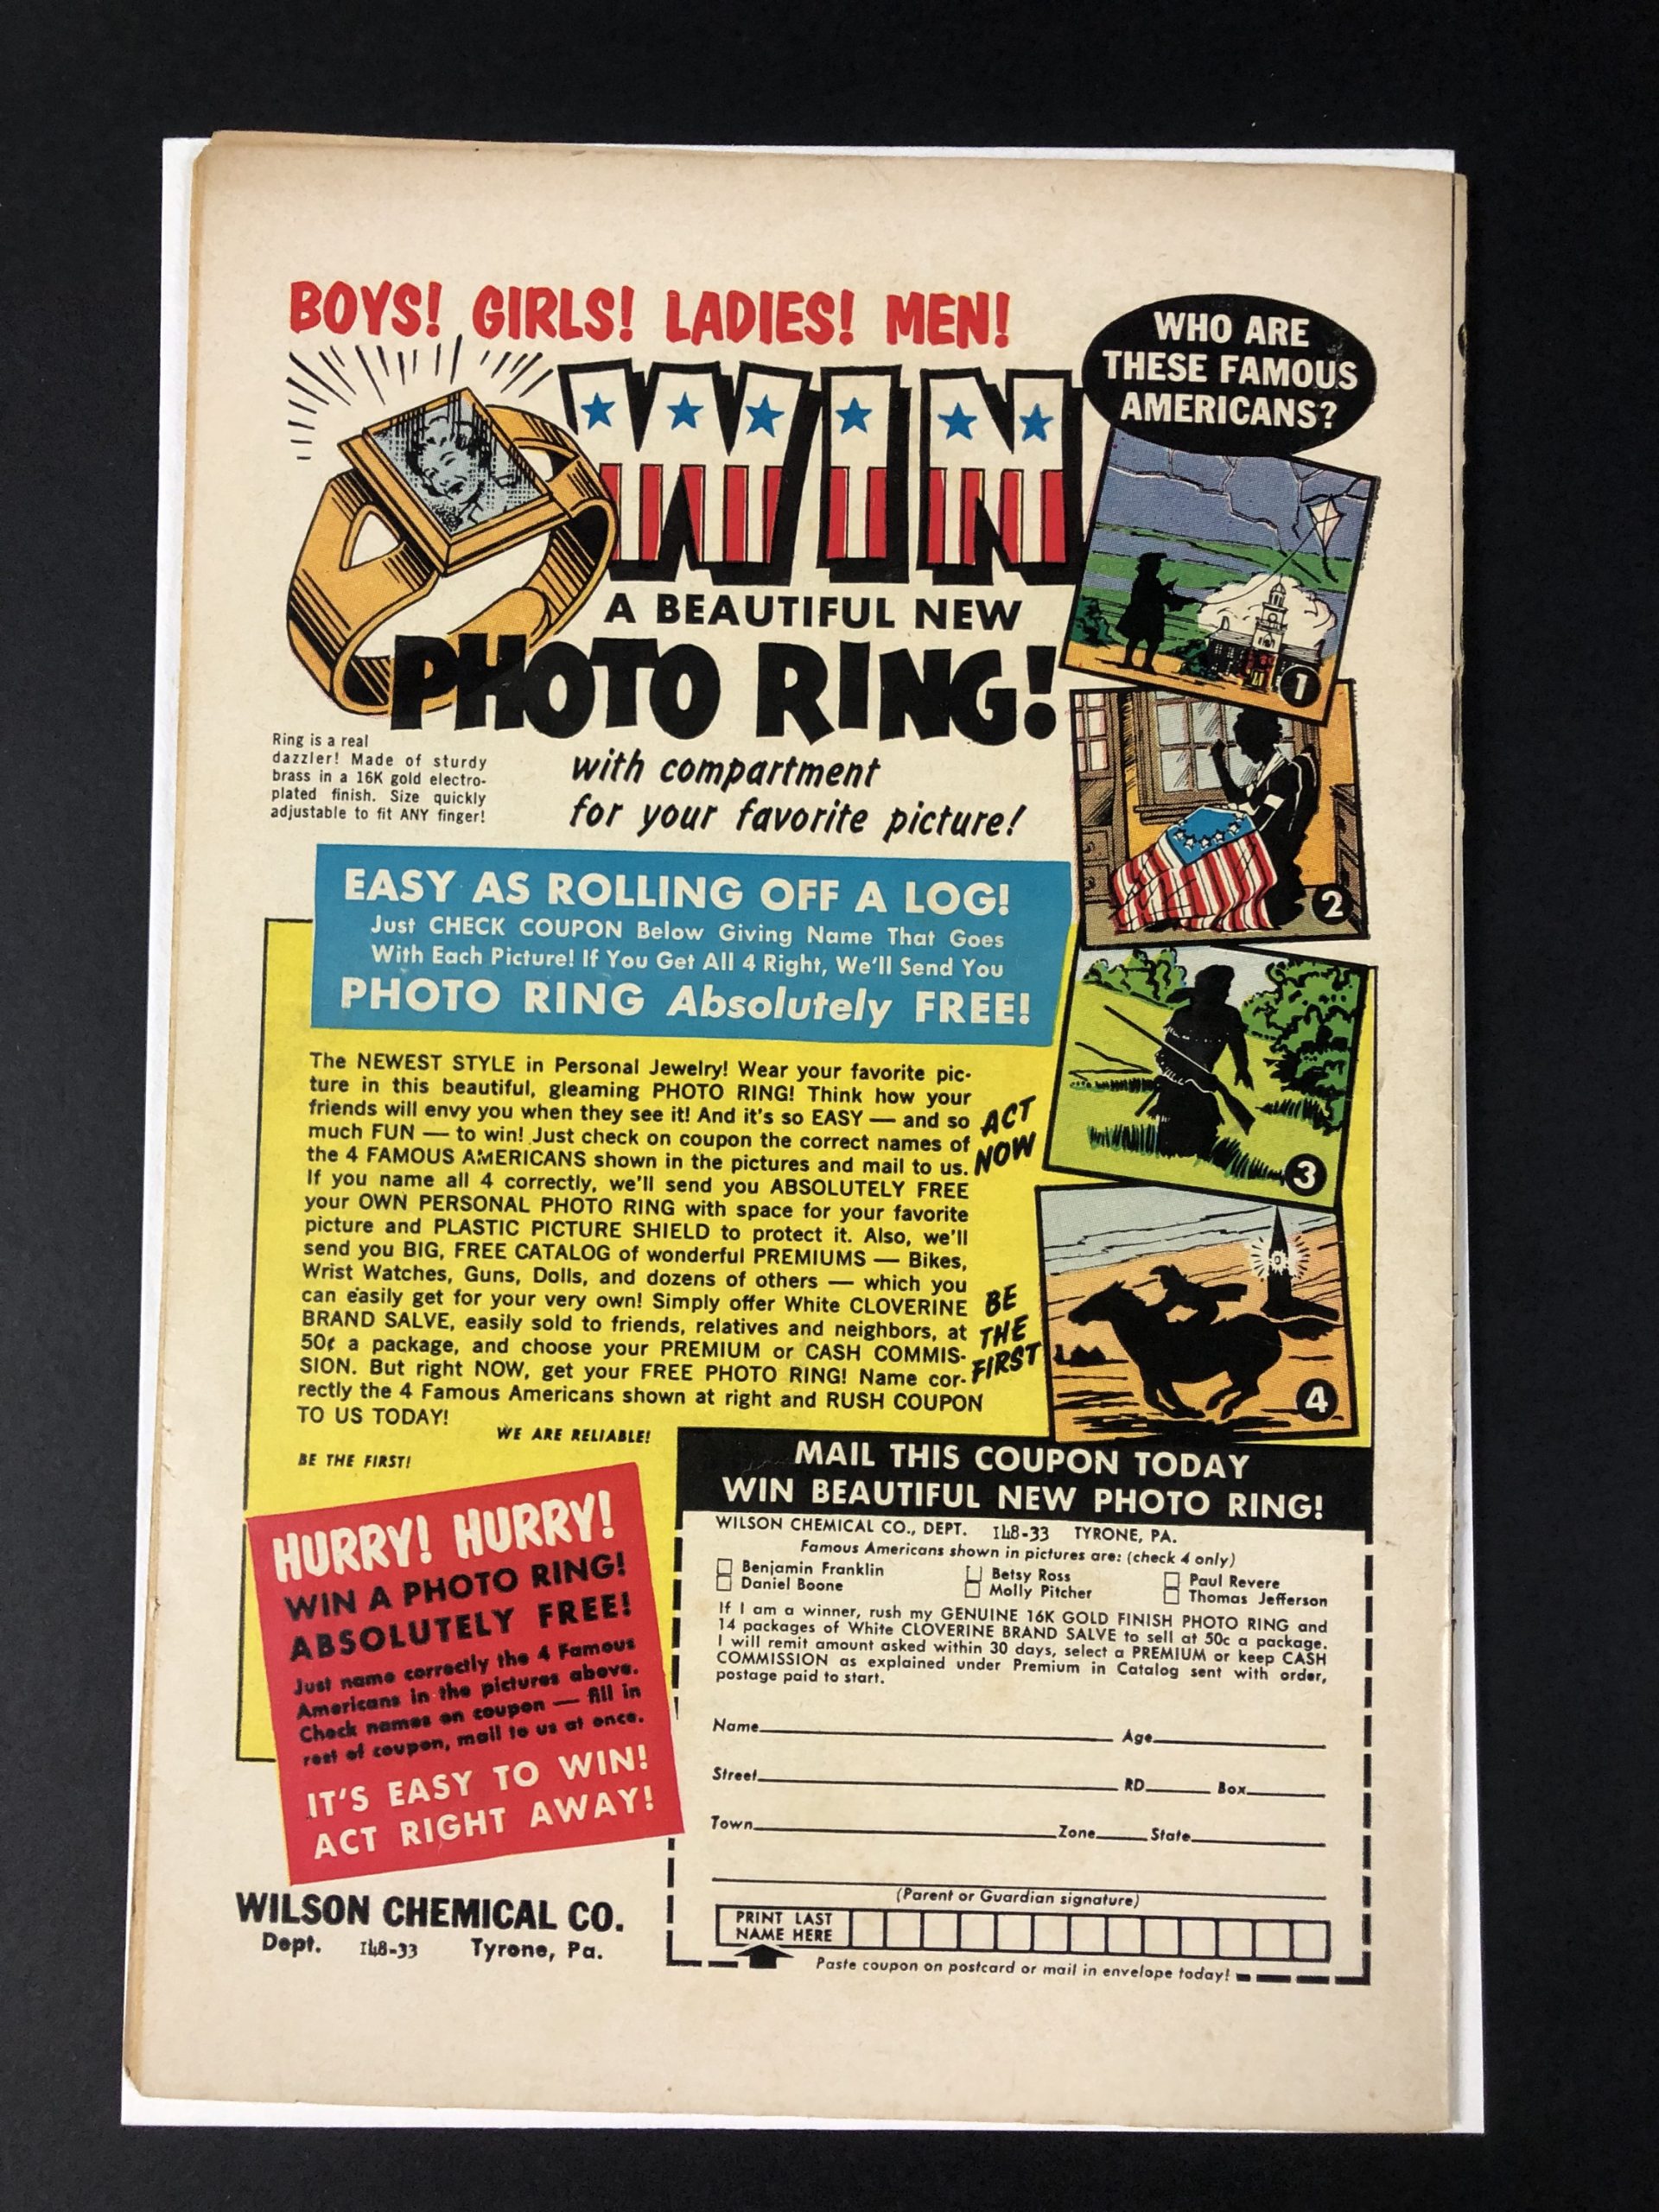 BOYS! GIRLS! LADIES! MEN!
WIN
A BEAUTIFUL NEW
PHOTO RING!
with compartment
for your favorite picture!
Ring is a real
dazzler! Made of sturdy
brass in a 16K gold electro-
plated finish. Size quickly
adjustable to fit ANY finger!
WHO ARE
THESE FAMOUS
AMERICANS?
1
2
3
4
EASY AS ROLLING OFF A LOG!
Just CHECK COUPON Below Giving Name That Goes
With Each Picture! If You Get All 4 Right, We'll Send You
PHOTO RING Absolutely FREE!
The NEWEST STYLE in Personal Jewelry! Wear your favorite pic-
ture in this beautiful, gleaming PHOTO RING! Think how your
friends will envy you when they see it! And it's so EASY — and so
much FUN — to win! Just check on coupon the correct names of
the 4 FAMOUS AMERICANS shown in the pictures and mail to us.
If you name all 4 correctly, we'll send you ABSOLUTELY FREE
your OWN PERSONAL PHOTO RING with space for your favorite
picture and PLASTIC PICTURE SHIELD to protect it. Also, we'll
send you BIG, FREE CATALOG of wonderful PREMIUMS — Bikes,
Wrist Watches, Guns, Dolls, and dozens of others — which you
can easily get for your very own! Simply offer White CLOVERINE
BRAND SALVE, easily sold to friends, relatives and neighbors, at
50¢ a package, and choose your PREMIUM or CASH COMMIS-
SION. But right NOW, get your FREE PHOTO RING! Name cor-
rectly the 4 Famous Americans shown at right and RUSH COUPON
TO US TODAY!
ACT
NOW
BE
THE
FIRST
WE ARE RELIABLE!
BE THE FIRST!
HURRY! HURRY!
WIN A PHOTO RING!
ABSOLUTELY FREE!
Just name correctly the 4 Famous
Americans in the pictures above.
Check names on coupon — fill in
rest of coupon, mail to us at once.
IT'S EASY TO WIN!
ACT RIGHT AWAY!
WILSON CHEMICAL CO.
Dept. 148-33 Tyrone, Pa.
MAIL THIS COUPON TODAY
WIN BEAUTIFUL NEW PHOTO RING!
WILSON CHEMICAL CO., DEPT. 148-33 TYRONE, PA.
Famous Americans shown in pictures are: (check 4 only)
Benjamin Franklin Betsy Ross Paul Revere
Daniel Boone Molly Pitcher Thomas Jefferson
If I am a winner, rush my GENUINE 16K GOLD FINISH PHOTO RING and
14 packages of White CLOVERINE BRAND SALVE to sell at 50c a package.
I will remit amount asked within 30 days, select a PREMIUM or keep CASH
COMMISSION as explained under Premium in Catalog sent with order,
postage paid to start.
Name Age
Street RD Box
Town Zone State
(Parent or Guardian signature)
PRINT LAST
NAME HERE
Paste coupon on postcard or mail in envelope today!